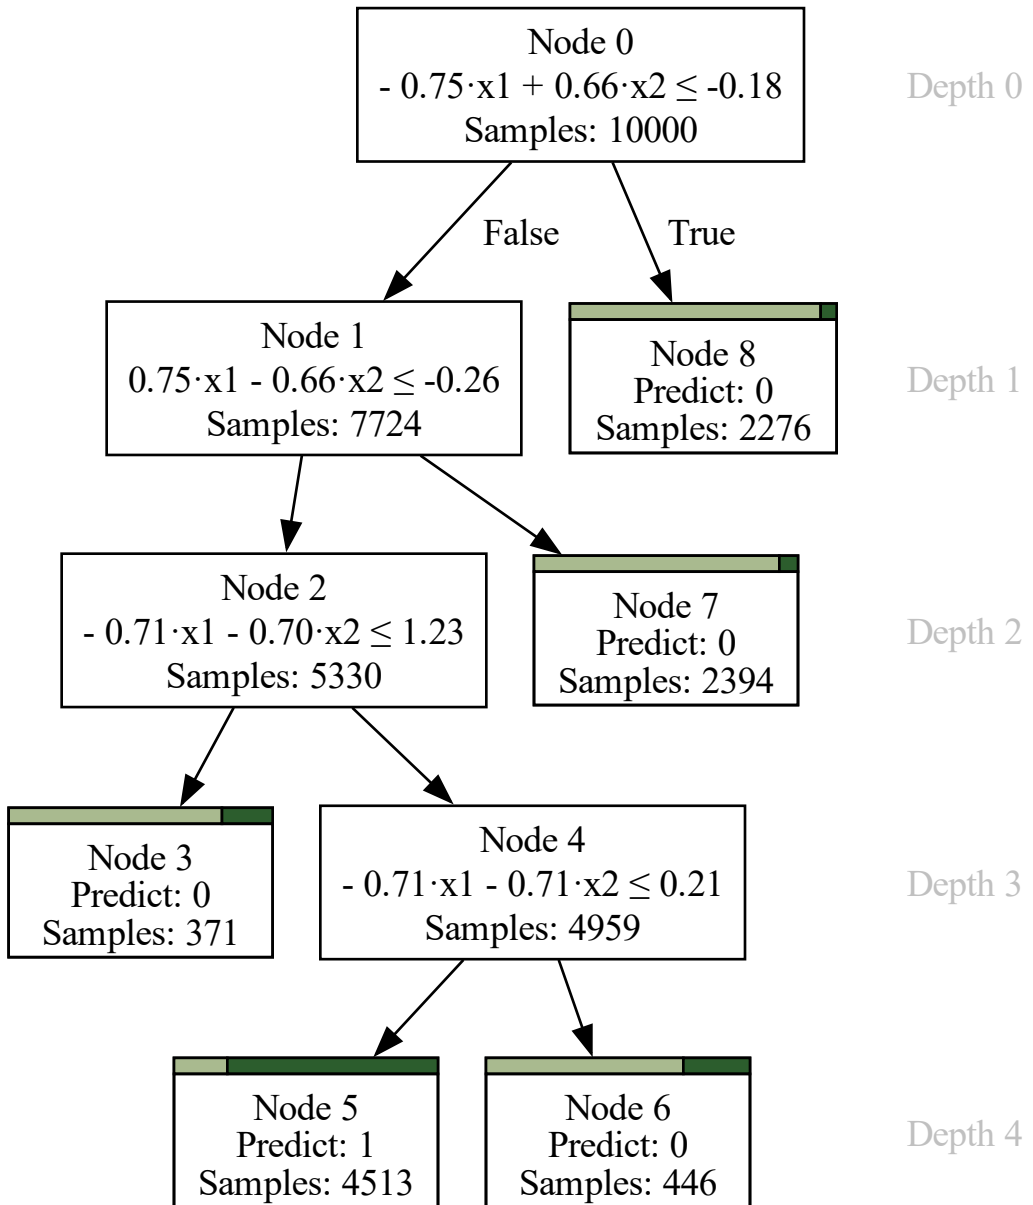 Node 0
- 0.75·x1 + 0.66·x2 ≤ -0.18
Samples: 10000
Depth 0
False
True
Node 1
0.75·x1 - 0.66·x2 ≤ -0.26
Samples: 7724
Node 8
Predict: 0
Samples: 2276
Depth 1
Node 2
- 0.71·x1 - 0.70·x2 ≤ 1.23
Samples: 5330
Node 7
Predict: 0
Samples: 2394
Depth 2
Node 3
Predict: 0
Samples: 371
Node 4
- 0.71·x1 - 0.71·x2 ≤ 0.21
Samples: 4959
Depth 3
Node 5
Predict: 1
Samples: 4513
Node 6
Predict: 0
Samples: 446
Depth 4